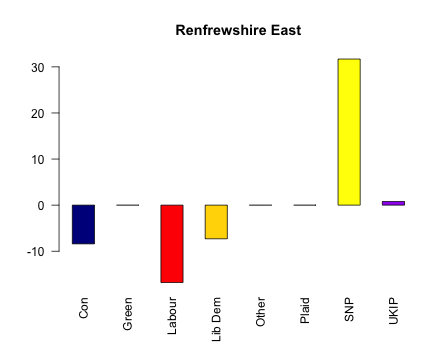 Renfrewshire East
30
20
10
0
-10
Con
Green
Labour
Lib Dem
Other
Plaid
SNP
UKIP